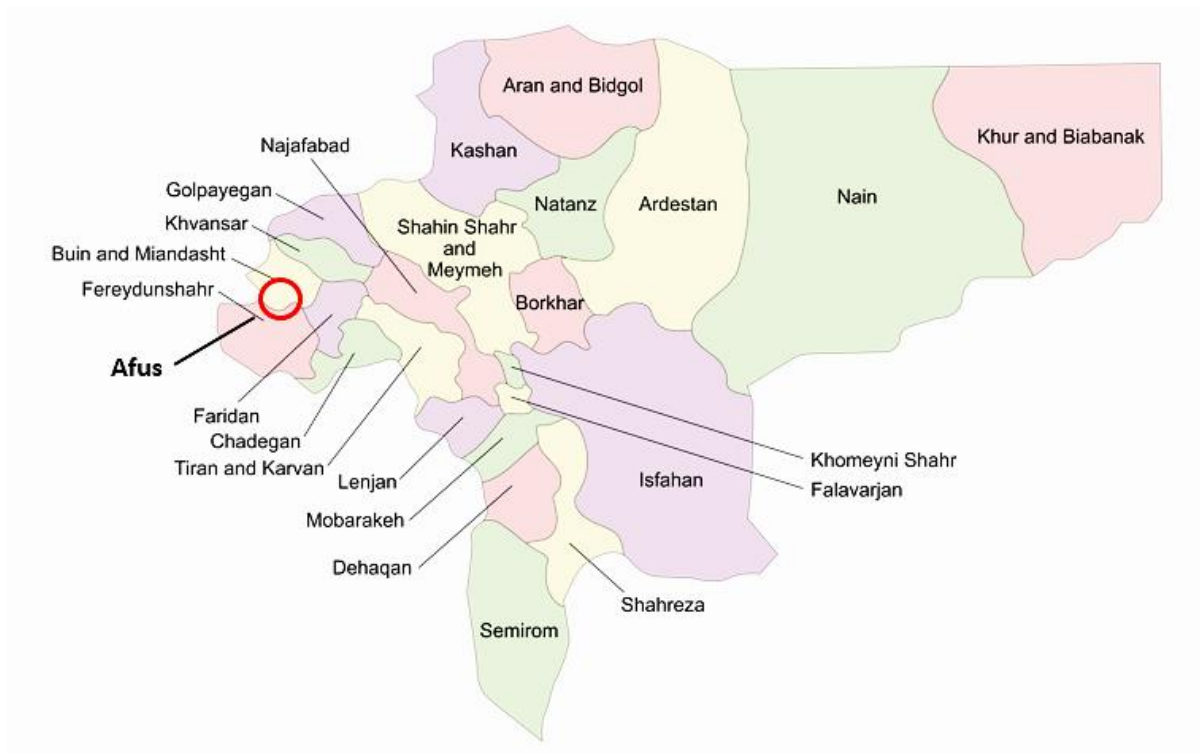 Aran and Bidgol
Khur and Biabanak
Najafabad
Kashan
Golpayegan
Nain
Natanz
Ardestan
Khvansar
Shahin Shahr
and
Meymeh
Buin and Miandasht
Fereydunshahr
Borkhar
Afus
Faridan
Chadegan
Tiran and Karvan
Khomeyni Shahr
Lenjan
Isfahan
Falavarjan
Mobarakeh
Dehaqan
Shahreza
Semirom